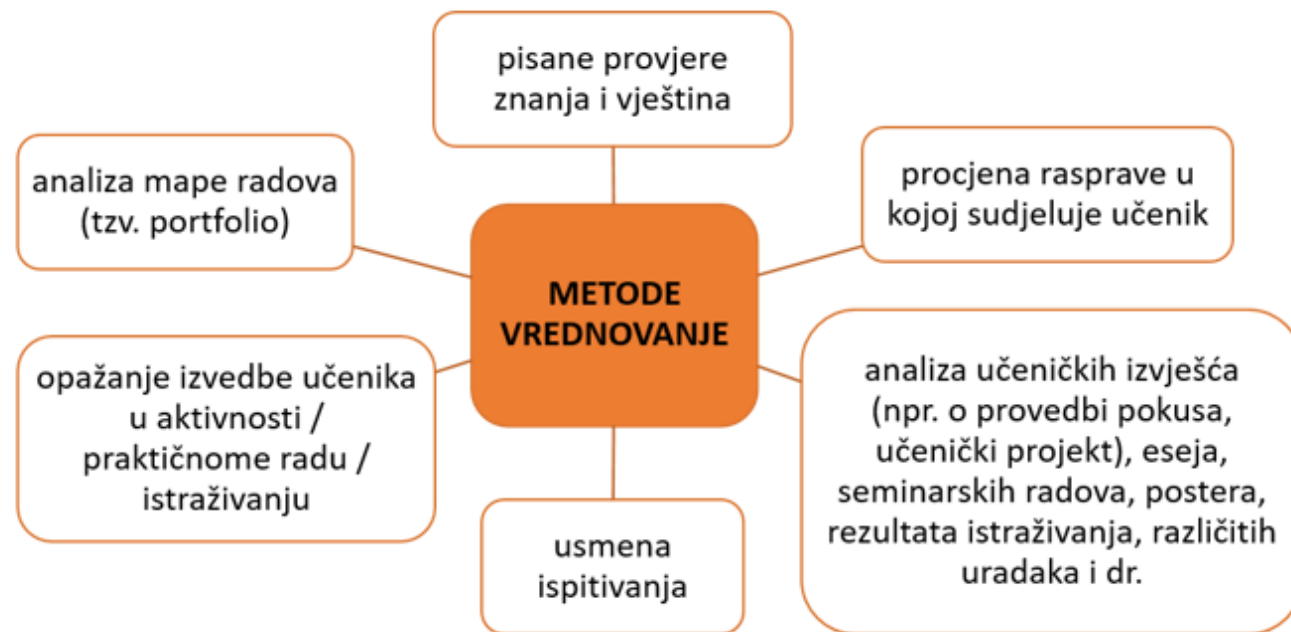 pisane provjere
znanja i vještina
analiza mape radova
(tzv. portfolio)
procjena rasprave u
kojoj sudjeluje učenik
METODE
VREDNOVANJE
opažanje izvedbe učenika
u aktivnosti /
praktičnome radu /
istraživanju
analiza učeničkih izvješća
(npr. o provedbi pokusa,
učenički projekt), eseja,
seminarskih radova, postera,
rezultata istraživanja, različitih
uradaka i dr.
usmena
ispitivanja